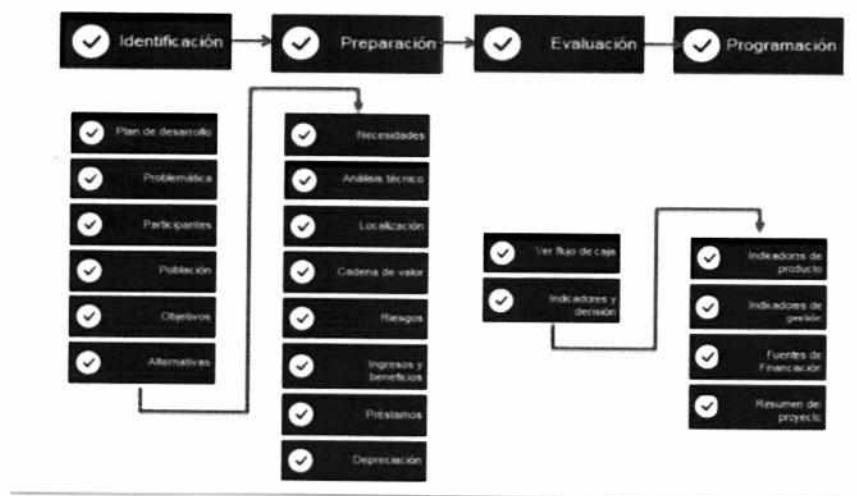 Identificación
Preparación
Evaluación
Programación
Plan de desarrollo
Problemática
Participantes
Población
Objetivos
Alternativas
Necesidades
Análisis técnico
Localización
Cadena de valor
Riesgos
Ingresos y
beneficios
Préstamos
Depreciación
Ver flujo de caja
Indicadores y
decisión
Indicadores de
producto
Indicadores de
gestión
Fuentes de
Financiación
Resumen del
proyecto